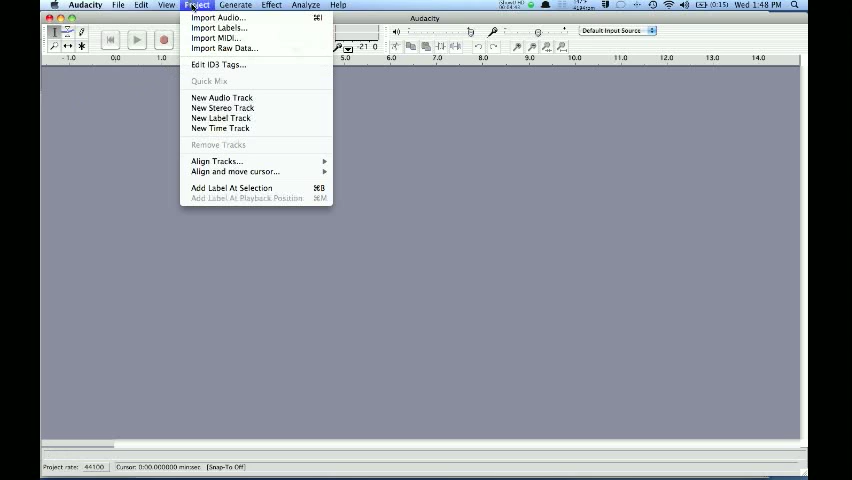 Audacity File Edit View Project Generate Effect Analyze Help (0:15) Wed 1:48 PM
Audacity
Import Audio... ⌘I
Import Labels...
Import MIDI...
Import Raw Data...
Edit ID3 Tags...
Quick Mix
New Audio Track
New Stereo Track
New Label Track
New Time Track
Remove Tracks
Align Tracks...
Align and move cursor...
Add Label At Selection ⌘B
Add Label At Playback Position ⌘M
-21 0
Default Input Source
- 1.0 0.0 1.0 5.0 6.0 7.0 8.0 9.0 10.0 11.0 12.0 13.0 14.0
Project rate: 44100 Cursor: 0:00.000000 min:sec [Snap-To Off]